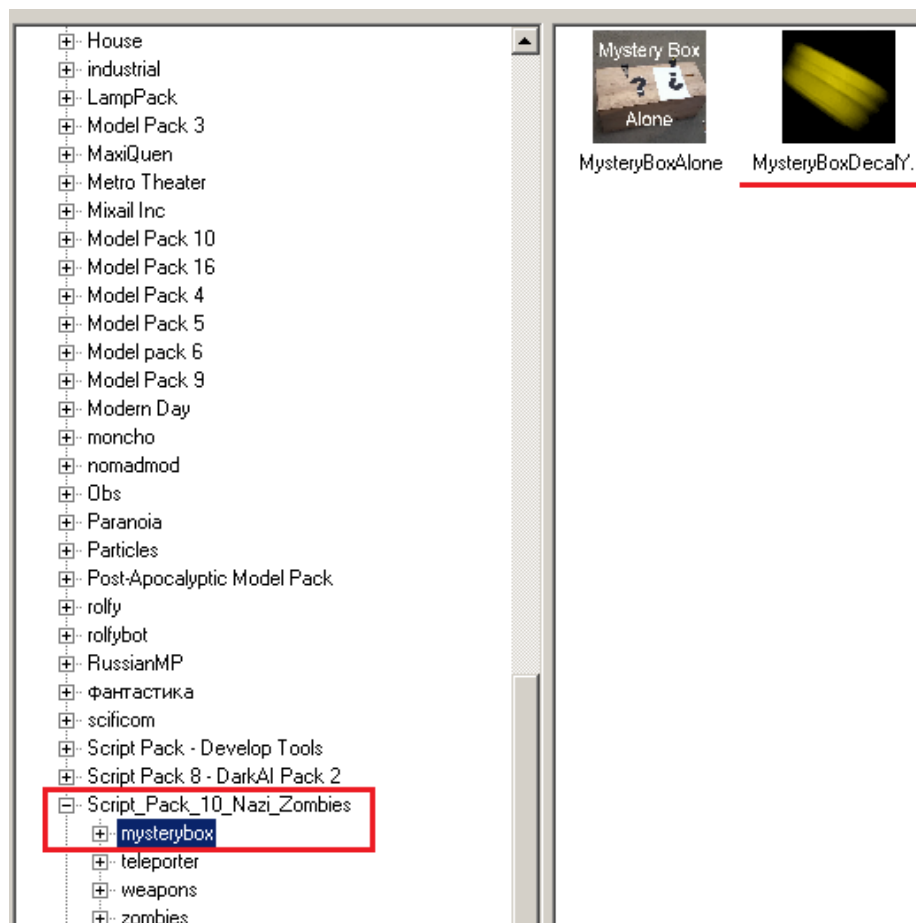 House
industrial
LampPack
Model Pack 3
MaxiQuen
Metro Theater
Mixail Inc
Model Pack 10
Model Pack 16
Model Pack 4
Model Pack 5
Model pack 6
Model Pack 9
Modern Day
moncho
nomadmod
Obs
Paranoia
Particles
Post-Apocalyptic Model Pack
rolfy
rolfybot
RussianMP
фантастика
scificom
Script Pack - Develop Tools
Script Pack 8 - DarkAI Pack 2
Script_Pack_10_Nazi_Zombies
mysterybox
teleporter
weapons
zombies
Mystery Box
? ¿
Alone
MysteryBoxAlone
MysteryBoxDecalY.